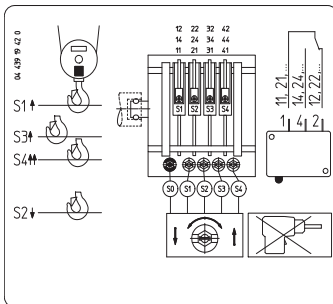 04 439 19 42 0
12 22 32 42
14 24 34 44
11 21 31 41
S1
S3
S4
S2
S1 S2 S3 S4
S0 S1 S2 S3 S4
11, 21,...
14, 24,...
12, 22,...
1 4 2